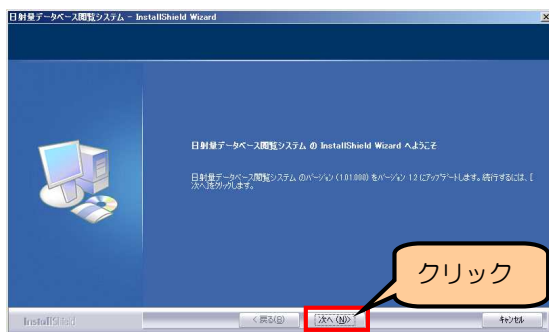 日射量データベース閲覧システム - InstallShield Wizard
日射量データベース閲覧システム の InstallShield Wizard へようこそ
日射量データベース閲覧システム のバージョン (1.01.000) をバージョン 1.2 にアップデートします。続行するには、[
次へ]をクリックします。
クリック
InstallShield
< 戻る(B)
次へ (N)>
キャンセル